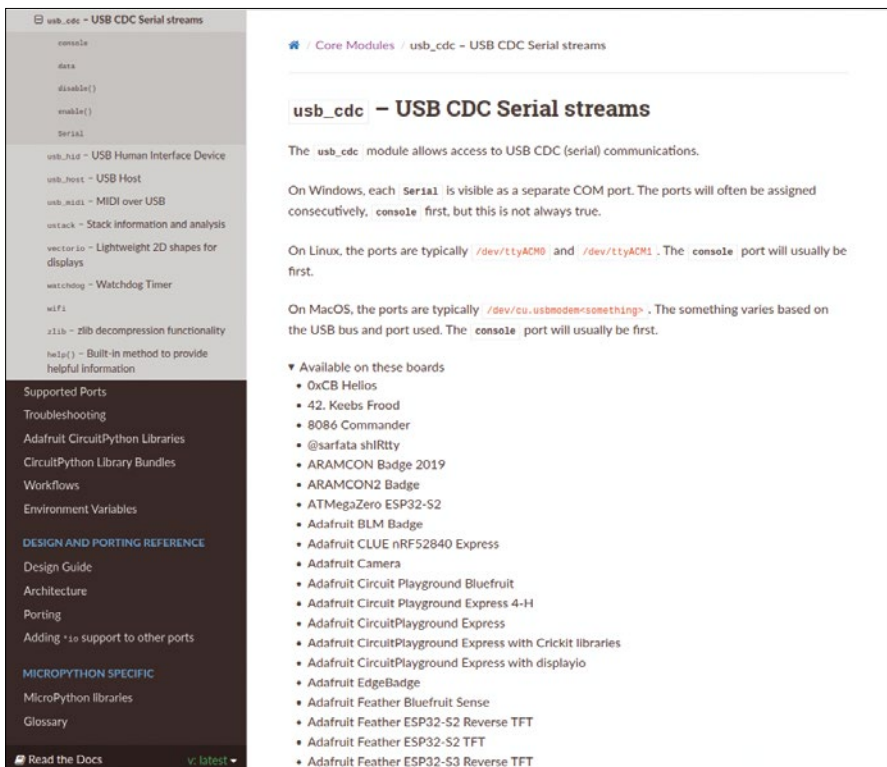 usb_cdc – USB CDC Serial streams
console
data
disable()
enable()
Serial
usb_hid – USB Human Interface Device
usb_host – USB Host
usb_midi – MIDI over USB
ustack – Stack information and analysis
vectorio – Lightweight 2D shapes for
displays
watchdog – Watchdog Timer
wifi
zlib – zlib decompression functionality
help() – Built-in method to provide
helpful information
Supported Ports
Troubleshooting
Adafruit CircuitPython Libraries
CircuitPython Library Bundles
Workflows
Environment Variables
DESIGN AND PORTING REFERENCE
Design Guide
Architecture
Porting
Adding *io support to other ports
MICROPYTHON SPECIFIC
MicroPython libraries
Glossary
Read the Docs v: latest
/ Core Modules / usb_cdc – USB CDC Serial streams
usb_cdc – USB CDC Serial streams
The usb_cdc module allows access to USB CDC (serial) communications.
On Windows, each Serial is visible as a separate COM port. The ports will often be assigned
consecutively, console first, but this is not always true.
On Linux, the ports are typically /dev/ttyACM0 and /dev/ttyACM1 . The console port will usually be
first.
On MacOS, the ports are typically /dev/cu.usbmodem<something> . The something varies based on
the USB bus and port used. The console port will usually be first.
▾ Available on these boards
• 0xCB Helios
• 42. Keebs Frood
• 8086 Commander
• @sarfata shIRtty
• ARAMCON Badge 2019
• ARAMCON2 Badge
• ATMegaZero ESP32-S2
• Adafruit BLM Badge
• Adafruit CLUE nRF52840 Express
• Adafruit Camera
• Adafruit Circuit Playground Bluefruit
• Adafruit Circuit Playground Express 4-H
• Adafruit CircuitPlayground Express
• Adafruit CircuitPlayground Express with Crickit libraries
• Adafruit CircuitPlayground Express with displayio
• Adafruit EdgeBadge
• Adafruit Feather Bluefruit Sense
• Adafruit Feather ESP32-S2 Reverse TFT
• Adafruit Feather ESP32-S2 TFT
• Adafruit Feather ESP32-S3 Reverse TFT